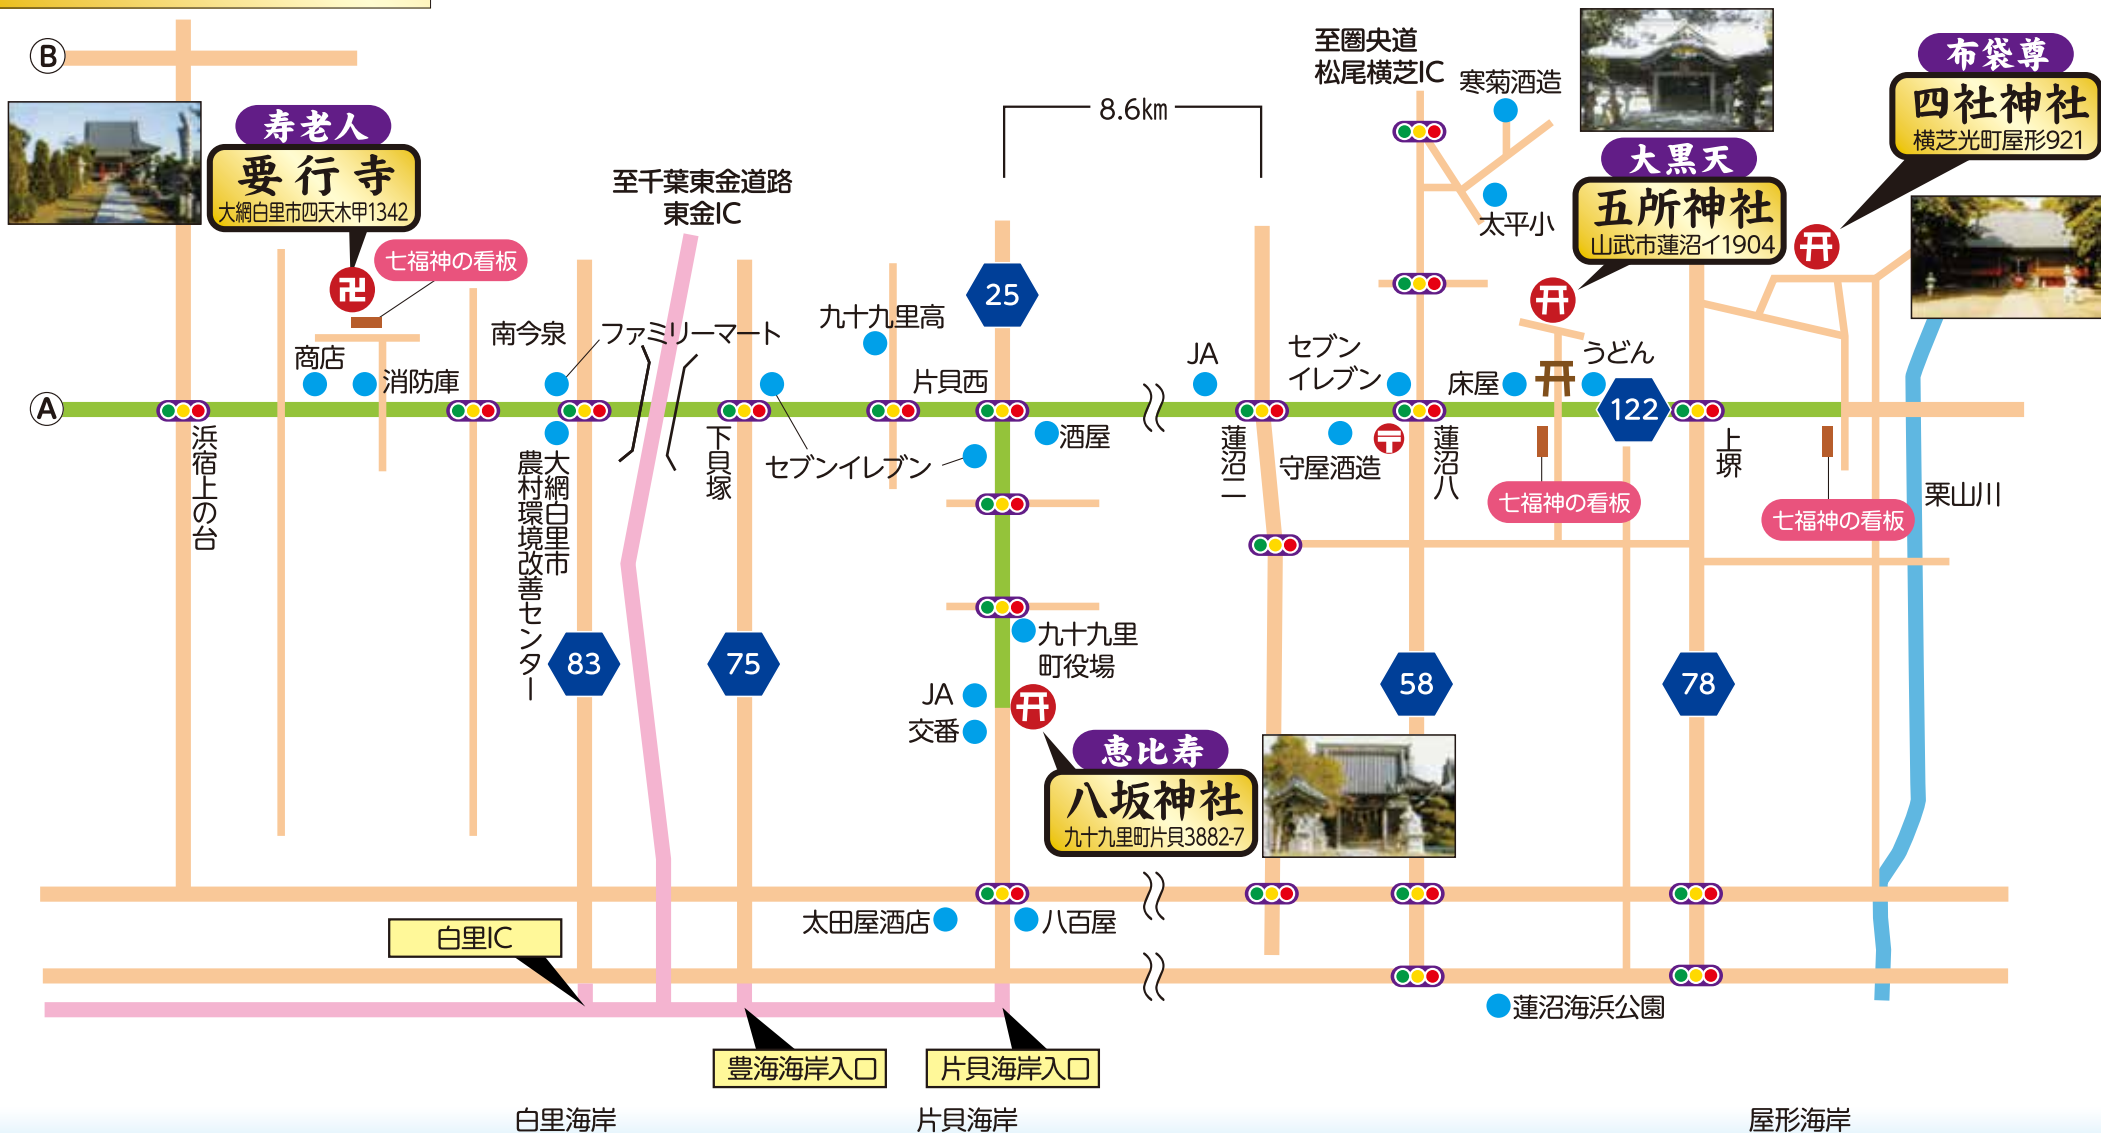 B
寿老人
要行寺
大網白里市四天木甲1342
七福神の看板
至千葉東金道路
東金IC
8.6km
至圏央道
松尾横芝IC
寒菊酒造
太平小
大黒天
五所神社
山武市蓮沼イ1904
布袋尊
四社神社
横芝光町屋形921
商店
消防庫
南今泉
ファミリーマート
九十九里高
25
片貝西
JA
セブン
イレブン
床屋
うどん
122
A
浜宿上の台
大網白里市
農村環境改善センター
下貝塚
セブンイレブン
酒屋
蓮沼二
守屋酒造
蓮沼八
七福神の看板
上堺
七福神の看板
栗山川
83
75
九十九里
町役場
JA
交番
58
78
恵比寿
八坂神社
九十九里町片貝3882-7
白里IC
太田屋酒店
八百屋
蓮沼海浜公園
豊海海岸入口
片貝海岸入口
白里海岸
片貝海岸
屋形海岸